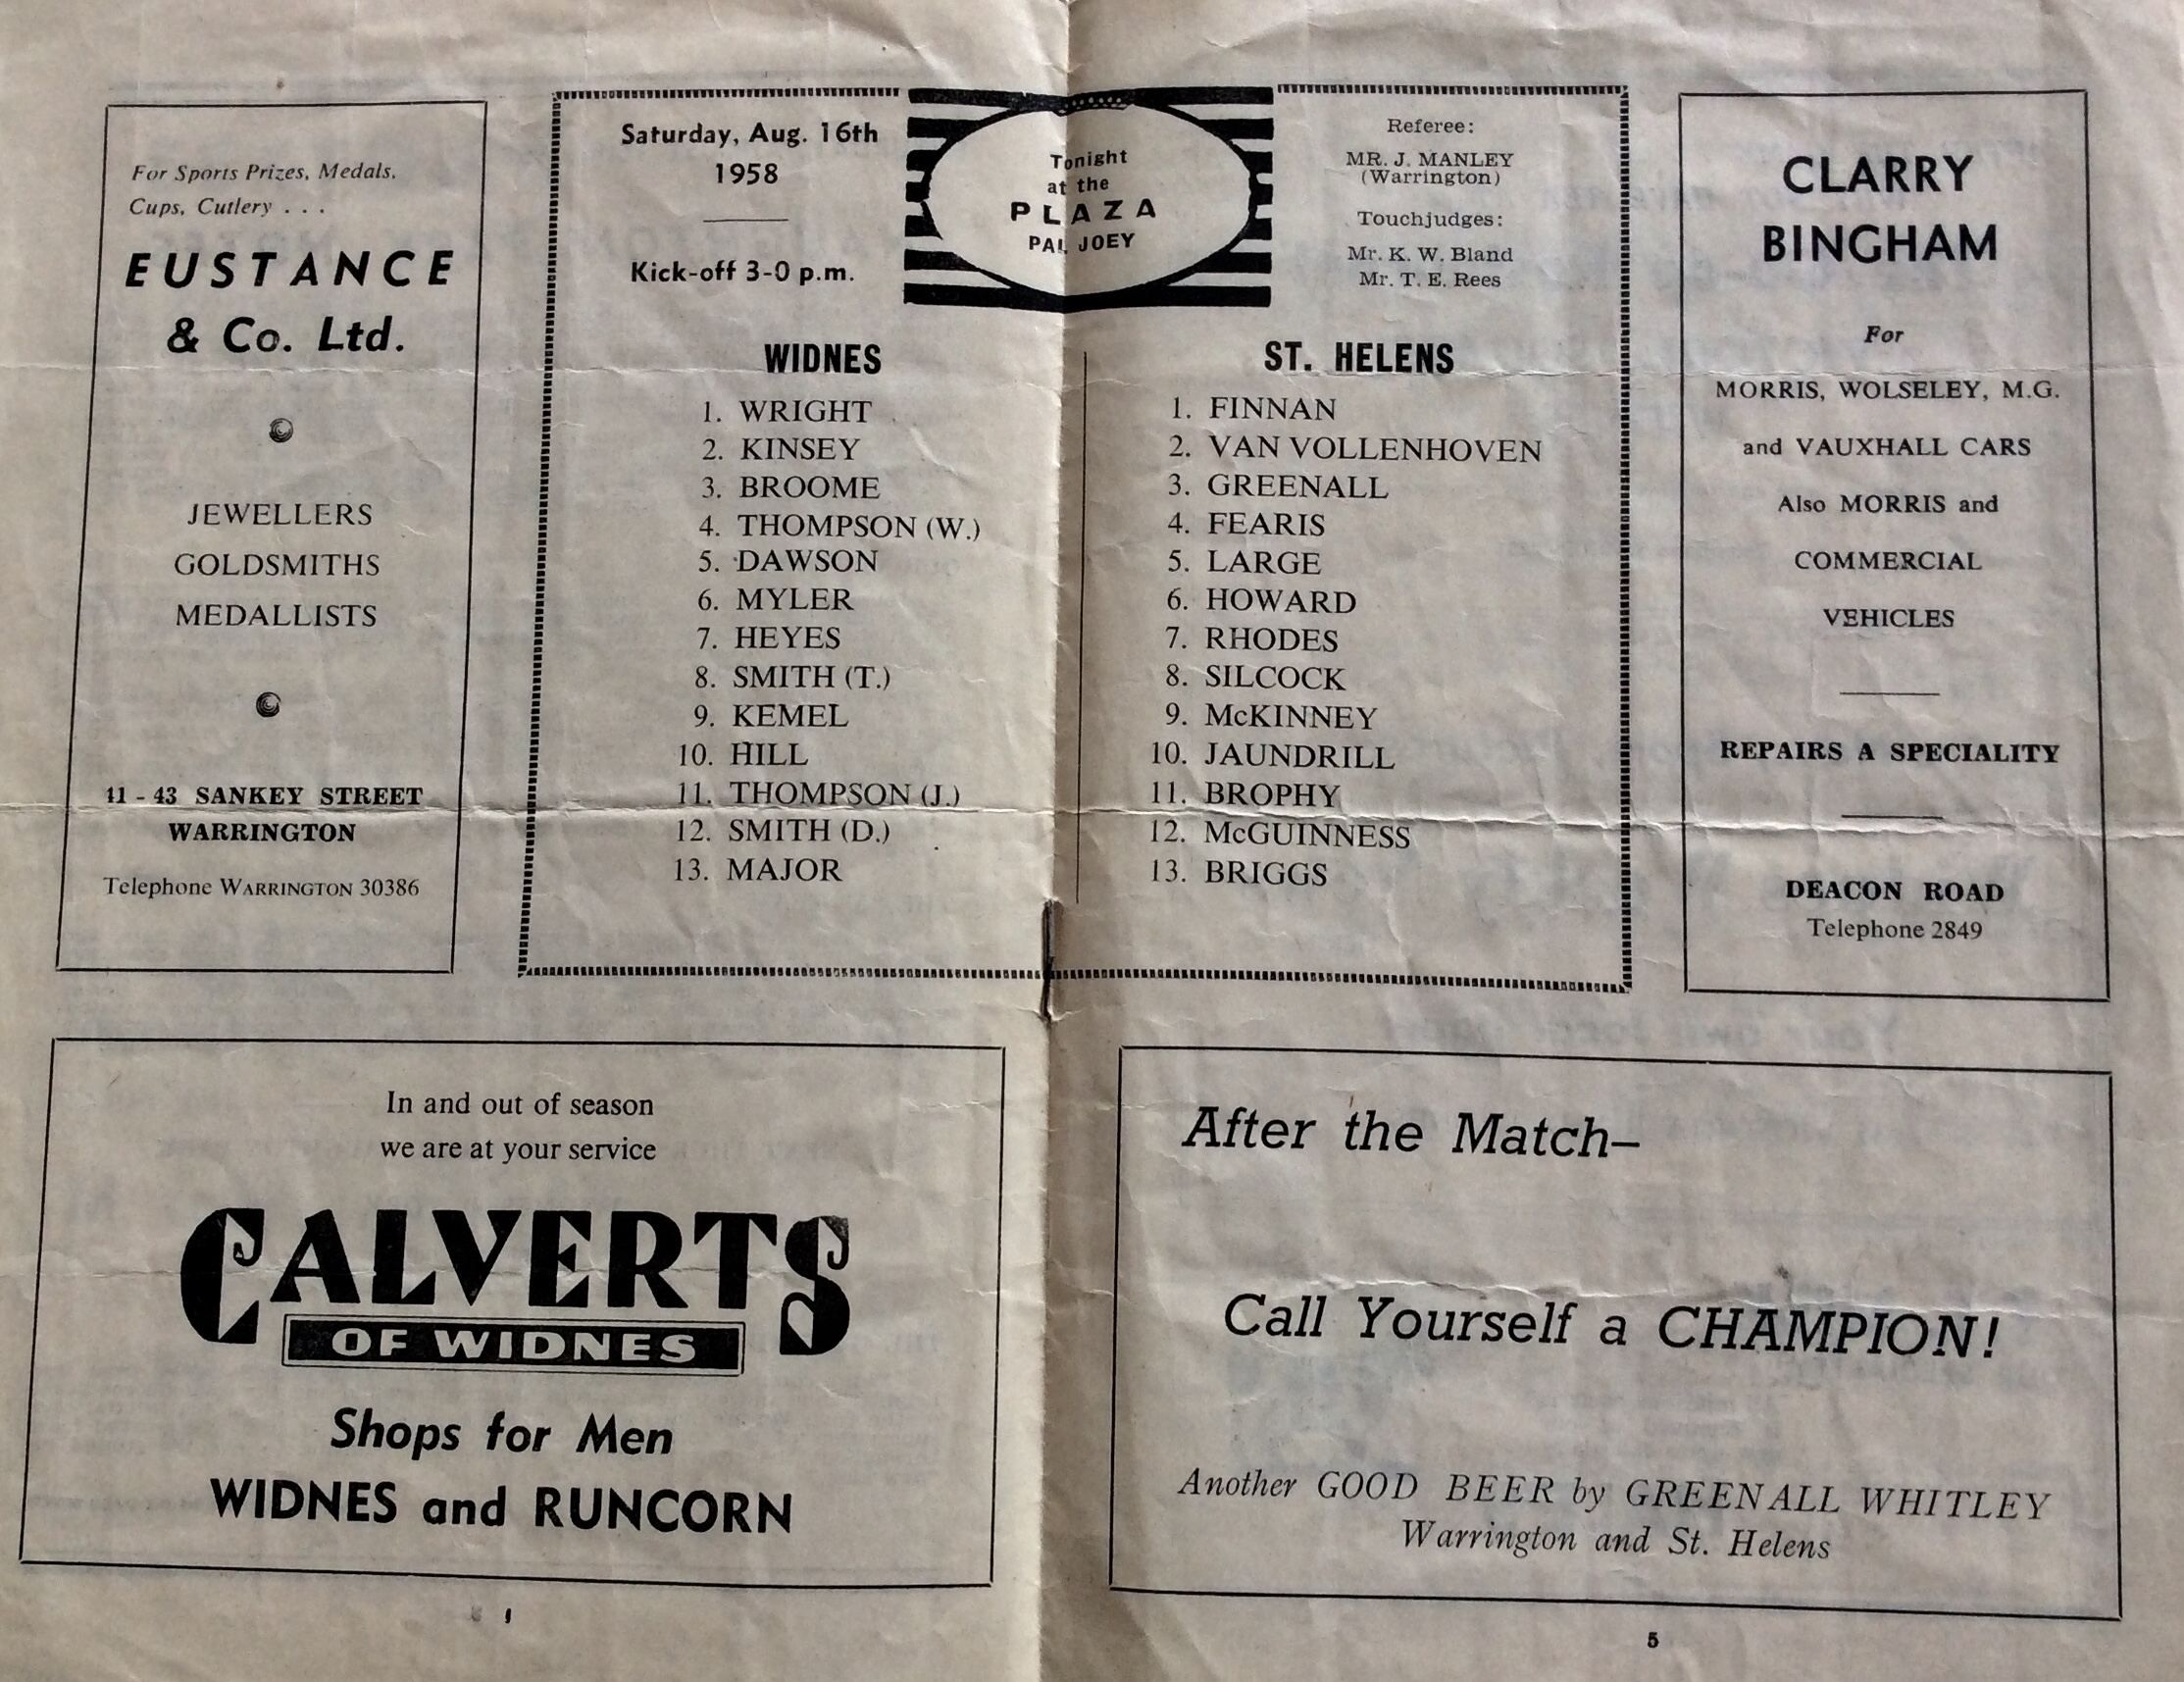 For Sports Prizes, Medals,
Cups, Cutlery . . .
EUSTANCE
& Co. Ltd.
JEWELLERS
GOLDSMITHS
MEDALLISTS
41 - 43 SANKEY STREET
WARRINGTON
Telephone WARRINGTON 30386
Saturday, Aug. 16th
1958
Kick-off 3-0 p.m.
Tonight
at the
PLAZA
PAL JOEY
Referee:
MR. J. MANLEY
(Warrington)
Touchjudges:
Mr. K. W. Bland
Mr. T. E. Rees
WIDNES
1. WRIGHT
2. KINSEY
3. BROOME
4. THOMPSON (W.)
5. DAWSON
6. MYLER
7. HEYES
8. SMITH (T.)
9. KEMEL
10. HILL
11. THOMPSON (J.)
12. SMITH (D.)
13. MAJOR
ST. HELENS
1. FINNAN
2. VAN VOLLENHOVEN
3. GREENALL
4. FEARIS
5. LARGE
6. HOWARD
7. RHODES
8. SILCOCK
9. McKINNEY
10. JAUNDRILL
11. BROPHY
12. McGUINNESS
13. BRIGGS
CLARRY
BINGHAM
For
MORRIS, WOLSELEY, M.G.
and VAUXHALL CARS
Also MORRIS and
COMMERCIAL
VEHICLES
REPAIRS A SPECIALITY
DEACON ROAD
Telephone 2849
In and out of season
we are at your service
CALVERTS
OF WIDNES
Shops for Men
WIDNES and RUNCORN
After the Match–
Call Yourself a CHAMPION!
Another GOOD BEER by GREENALL WHITLEY
Warrington and St. Helens
5